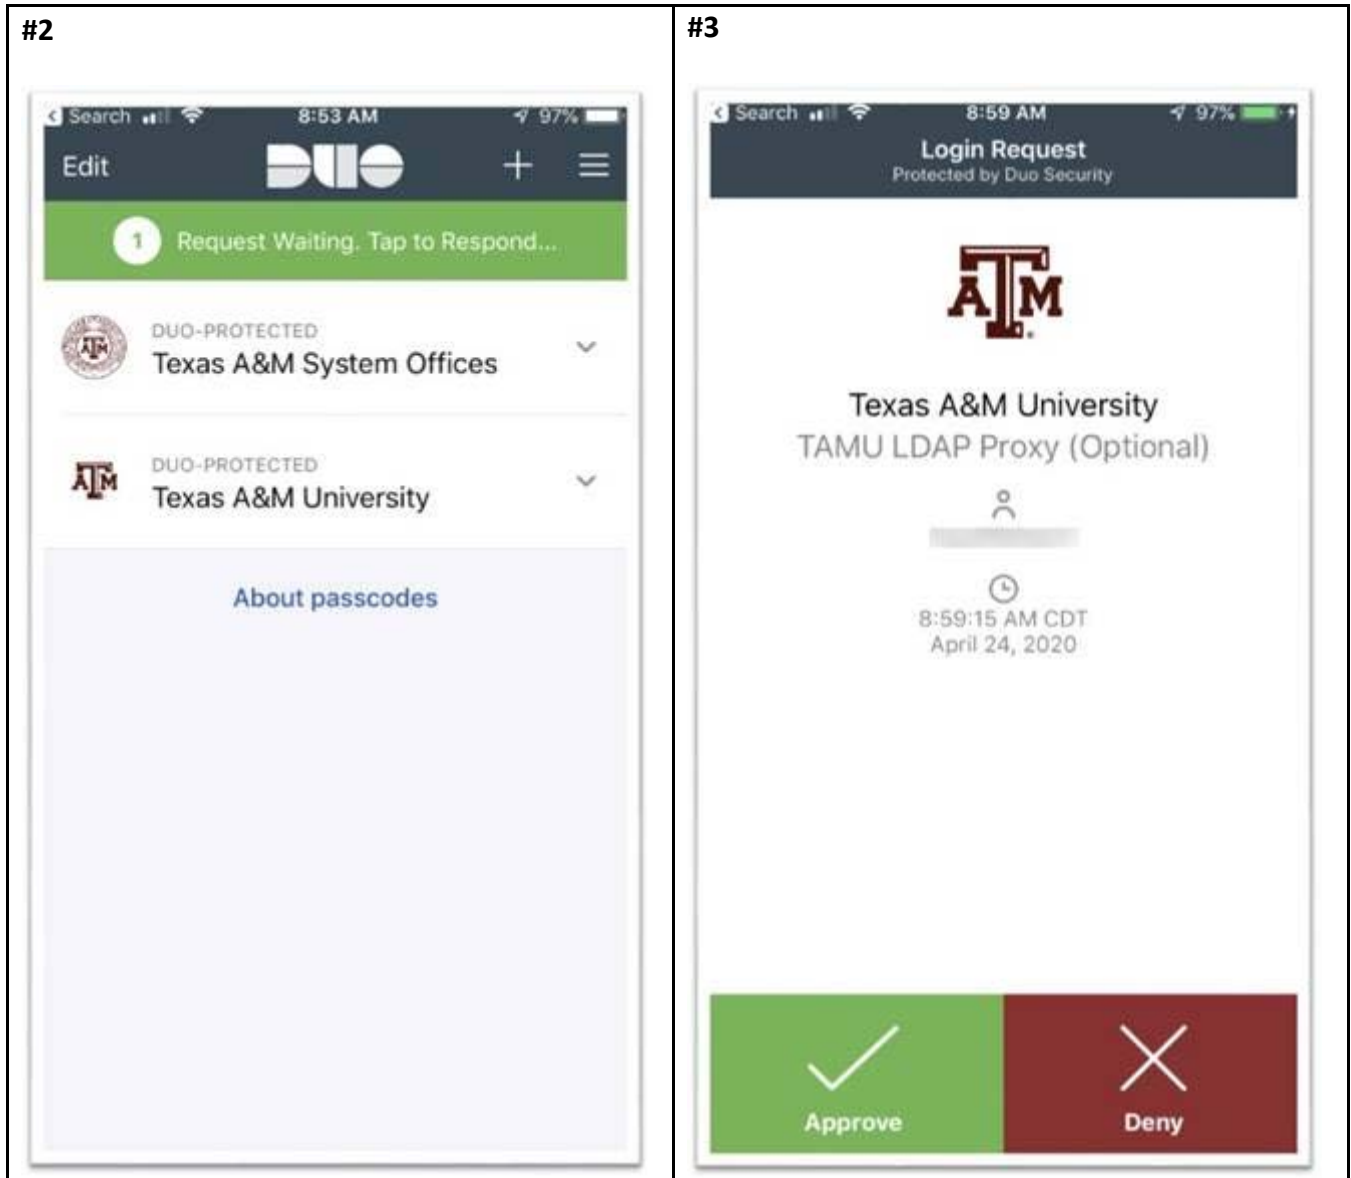 #2
Search 8:53 AM 97%
Edit DUO
1 Request Waiting. Tap to Respond...
DUO-PROTECTED
Texas A&M System Offices
ATM
DUO-PROTECTED
Texas A&M University
About passcodes
#3
Search 8:59 AM 97%
Login Request
Protected by Duo Security
ATM
Texas A&M University
TAMU LDAP Proxy (Optional)
8:59:15 AM CDT
April 24, 2020
Approve Deny